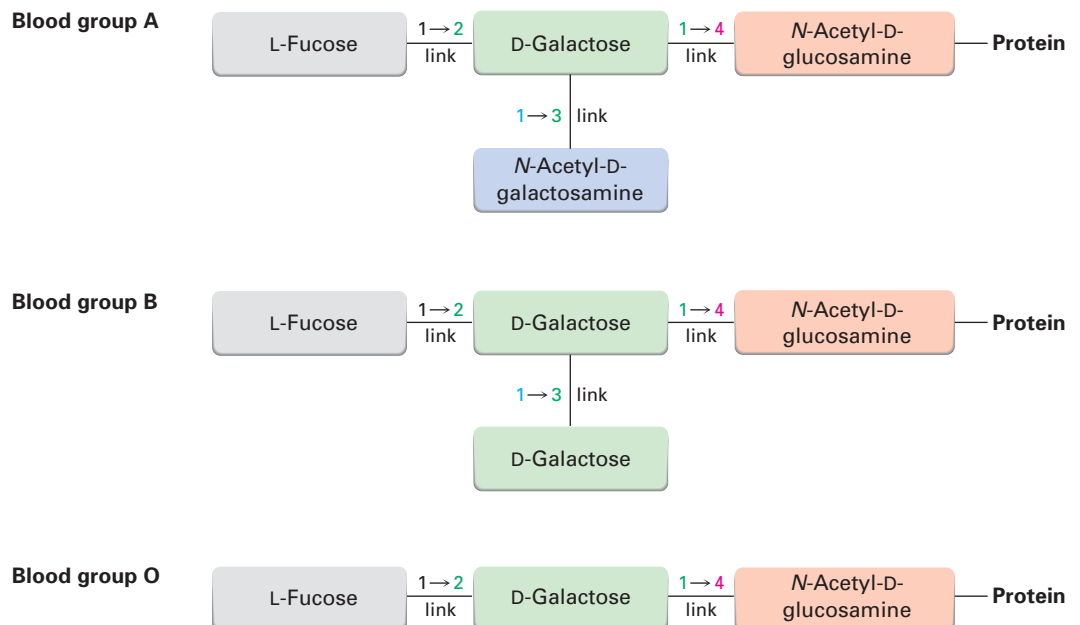 Blood group A
L-Fucose
1→2
link
D-Galactose
1→4
link
N-Acetyl-D-
glucosamine
Protein
1→3 link
N-Acetyl-D-
galactosamine
Blood group B
L-Fucose
1→2
link
D-Galactose
1→4
link
N-Acetyl-D-
glucosamine
Protein
1→3 link
D-Galactose
Blood group O
L-Fucose
1→2
link
D-Galactose
1→4
link
N-Acetyl-D-
glucosamine
Protein